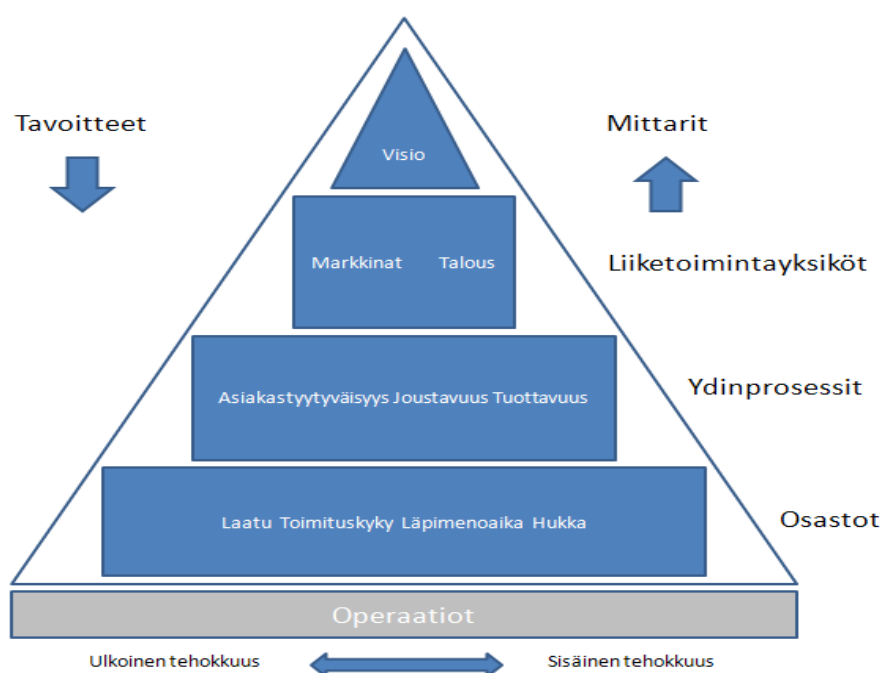 Tavoitteet
Mittarit
Visio
Markkinat Talous
Liiketoimintayksiköt
Asiakastyytyväisyys Joustavuus Tuottavuus
Ydinprosessit
Laatu Toimituskyky Läpimenoaika Hukka
Osastot
Operaatiot
Ulkoinen tehokkuus
Sisäinen tehokkuus